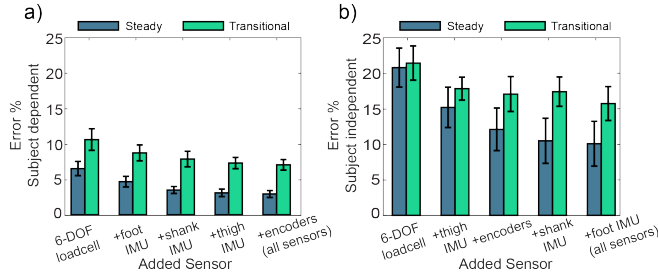 a)
Steady Transitional
Error %
Subject dependent
25
20
15
10
5
0
6-DOF
loadcell
+foot
IMU
+shank
IMU
+thigh
IMU
+encoders
(all sensors)
Added Sensor
b)
Steady Transitional
Error %
Subject independent
25
20
15
10
5
0
6-DOF
loadcell
+thigh
IMU
+encoders
+shank
IMU
+foot IMU
(all sensors)
Added Sensor